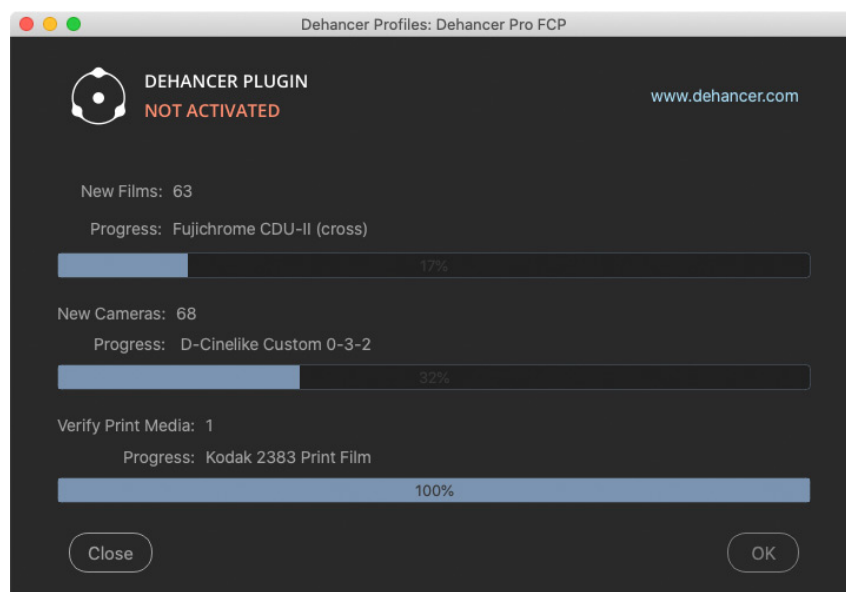 Dehancer Profiles: Dehancer Pro FCP
DEHANCER PLUGIN
NOT ACTIVATED
www.dehancer.com
New Films: 63
Progress: Fujichrome CDU-II (cross)
17%
New Cameras: 68
Progress: D-Cinelike Custom 0-3-2
32%
Verify Print Media: 1
Progress: Kodak 2383 Print Film
100%
Close
OK